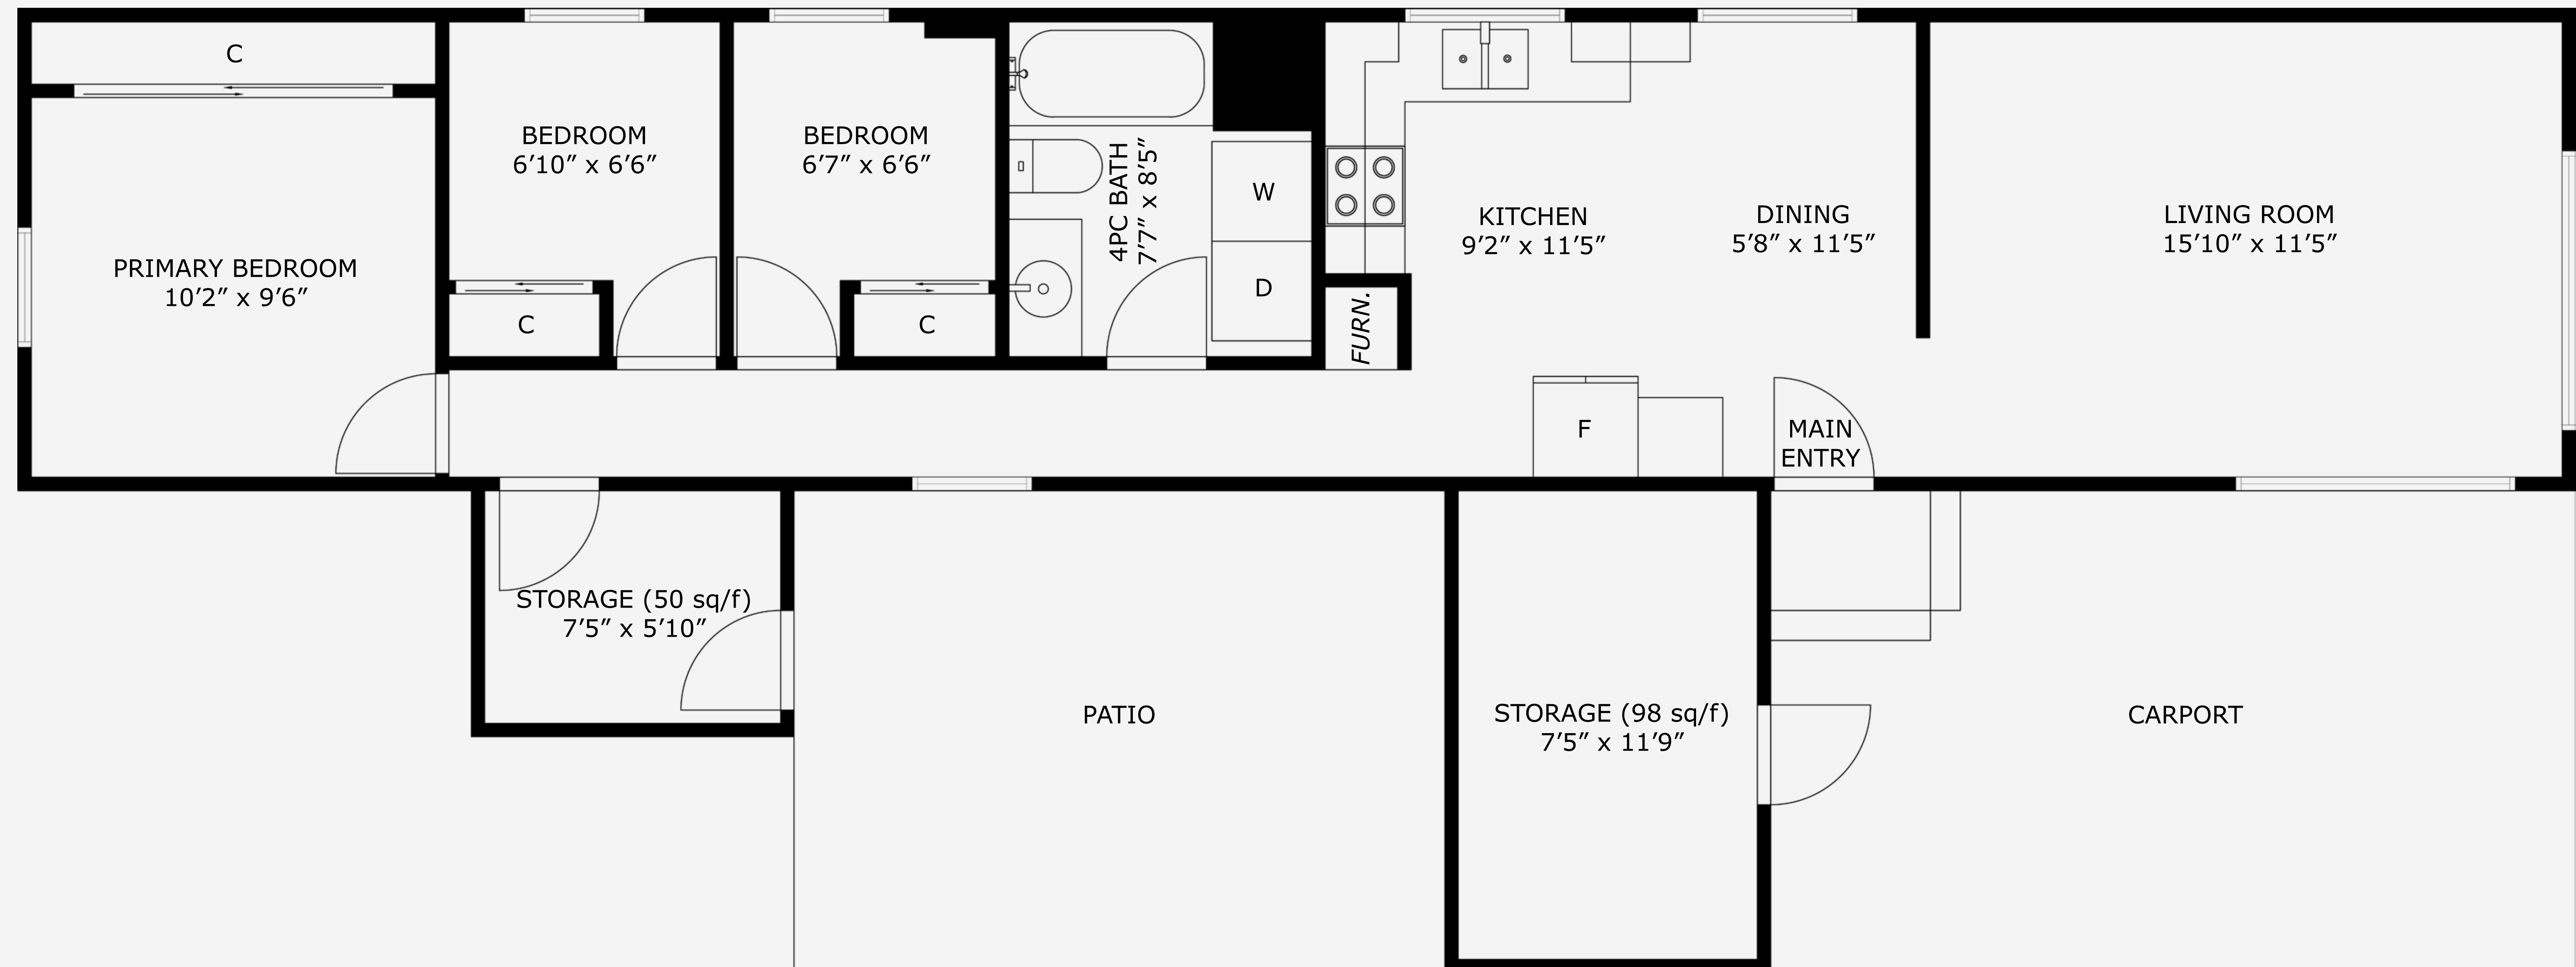 C
BEDROOM
6’10” x 6’6”
BEDROOM
6’7” x 6’6”
4PC BATH
7’7” x 8’5”
W
D
KITCHEN
9’2” x 11’5”
DINING
5’8” x 11’5”
LIVING ROOM
15’10” x 11’5”
PRIMARY BEDROOM
10’2” x 9’6”
C
C
FURN.
F
MAIN
ENTRY
STORAGE (50 sq/f)
7’5” x 5’10”
PATIO
STORAGE (98 sq/f)
7’5” x 11’9”
CARPORT